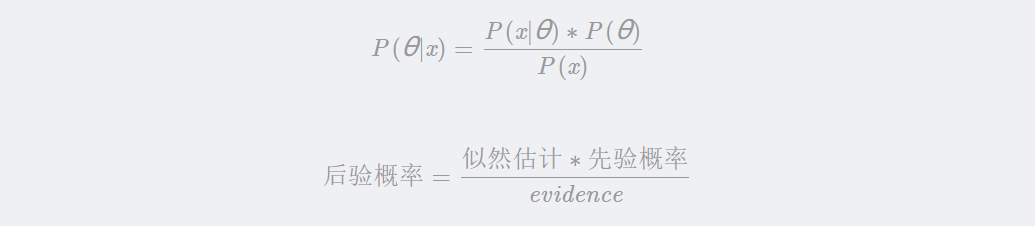 P(θ|x) = P(x|θ) * P(θ) / P(x)
后验概率 = 似然估计 * 先验概率 / evidence